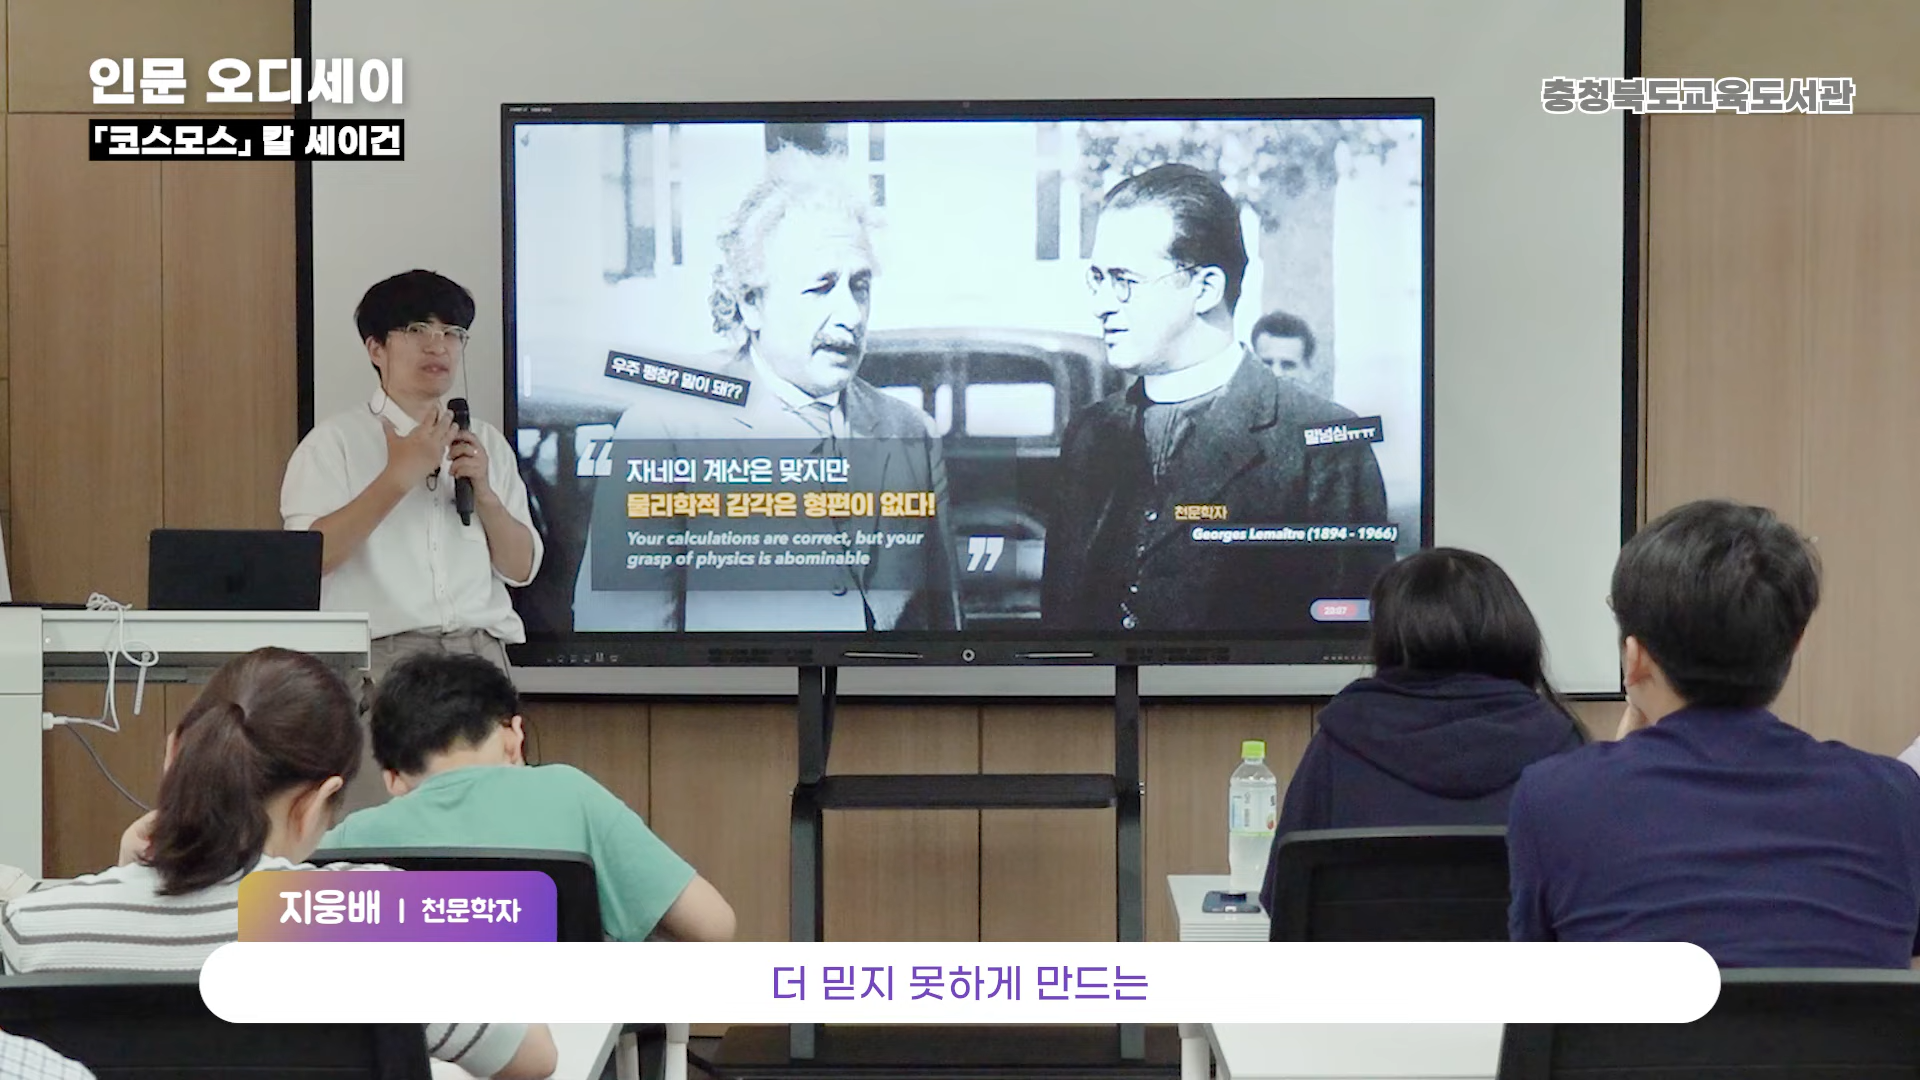 인문 오디세이
「코스모스」 칼 세이건
충청북도교육도서관
우주 팽창? 말이 돼??
말넘심ㅠㅠ
“ 자네의 계산은 맞지만
물리학적 감각은 형편이 없다!
Your calculations are correct, but your
grasp of physics is abominable ”
천문학자
Georges Lemaître (1894 - 1966)
지웅배 | 천문학자
더 믿지 못하게 만드는